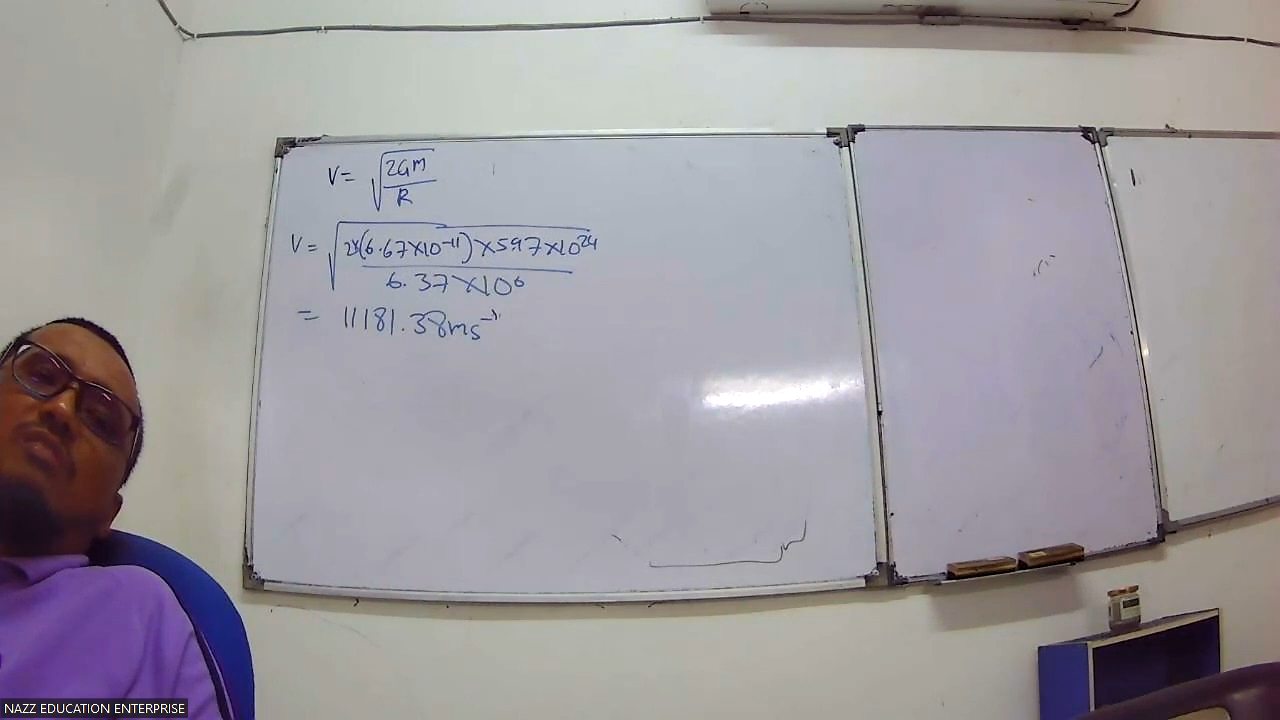 V= √2GM/R
V= √2×(6.67×10⁻¹¹)×5.97×10²⁴/6.37×10⁶
= 11181.38ms⁻¹
NAZZ EDUCATION ENTERPRISE